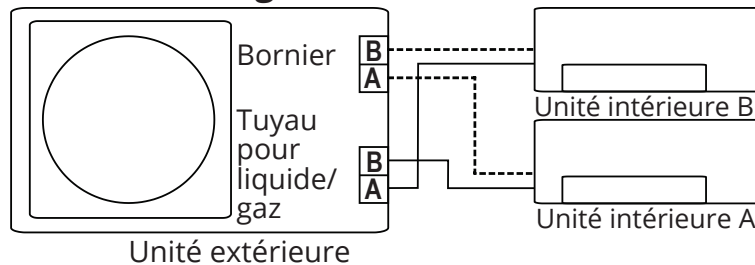 Bornier
B
A
Tuyau
pour
liquide/
gaz
B
A
Unité extérieure
Unité intérieure B
Unité intérieure A